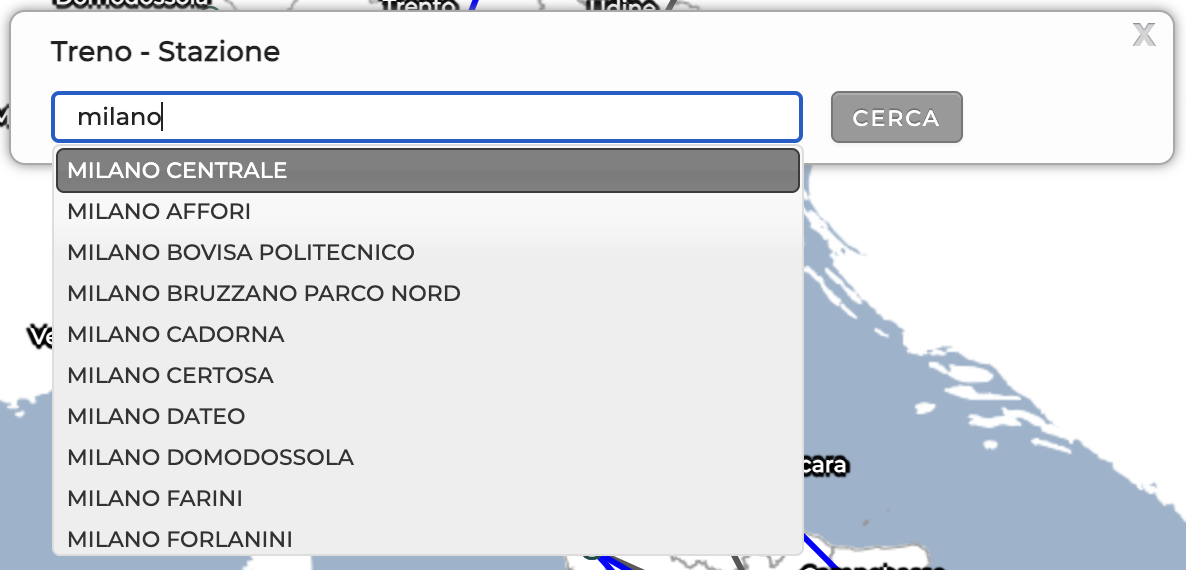 Domodossola
Trento
Udine
X
Treno - Stazione
milano
CERCA
MILANO CENTRALE
MILANO AFFORI
MILANO BOVISA POLITECNICO
MILANO BRUZZANO PARCO NORD
MILANO CADORNA
MILANO CERTOSA
MILANO DATEO
MILANO DOMODOSSOLA
MILANO FARINI
MILANO FORLANINI
Ve
cara